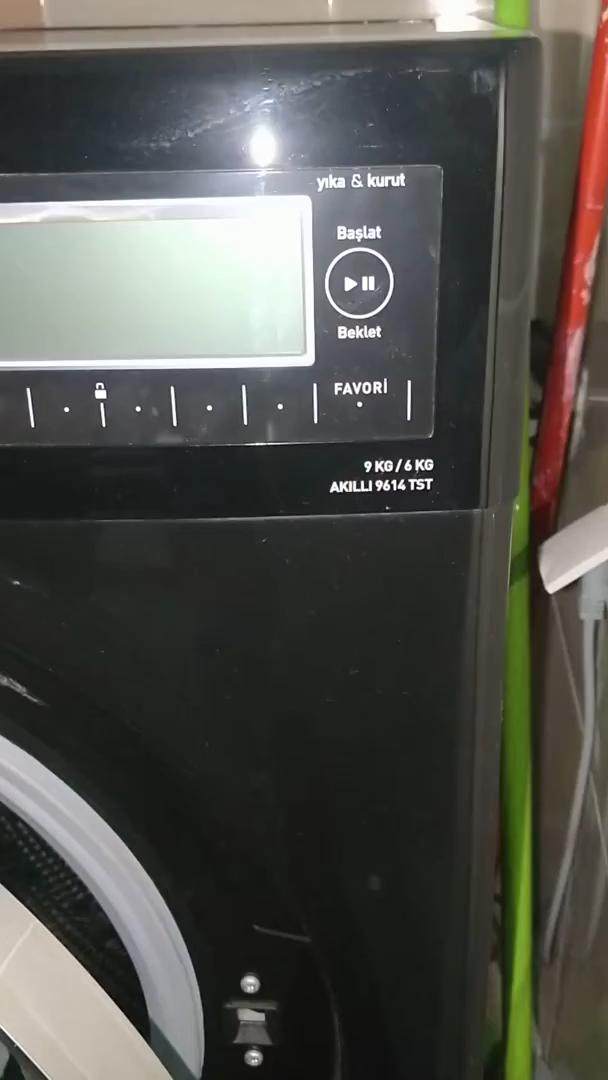 yıka & kurut
Başlat
Beklet
FAVORİ
9 KG / 6 KG
AKILLI 9614 TST